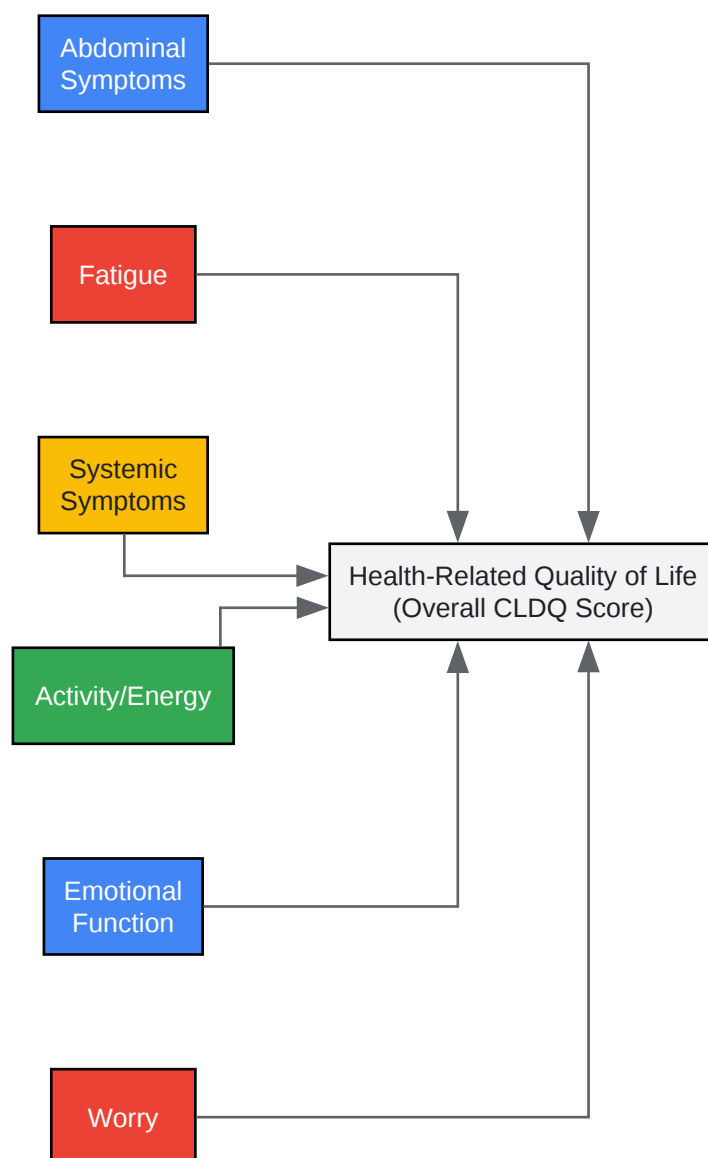 Abdominal
Symptoms
Fatigue
Systemic
Symptoms
Health-Related Quality of Life
(Overall CLDQ Score)
Activity/Energy
Emotional
Function
Worry